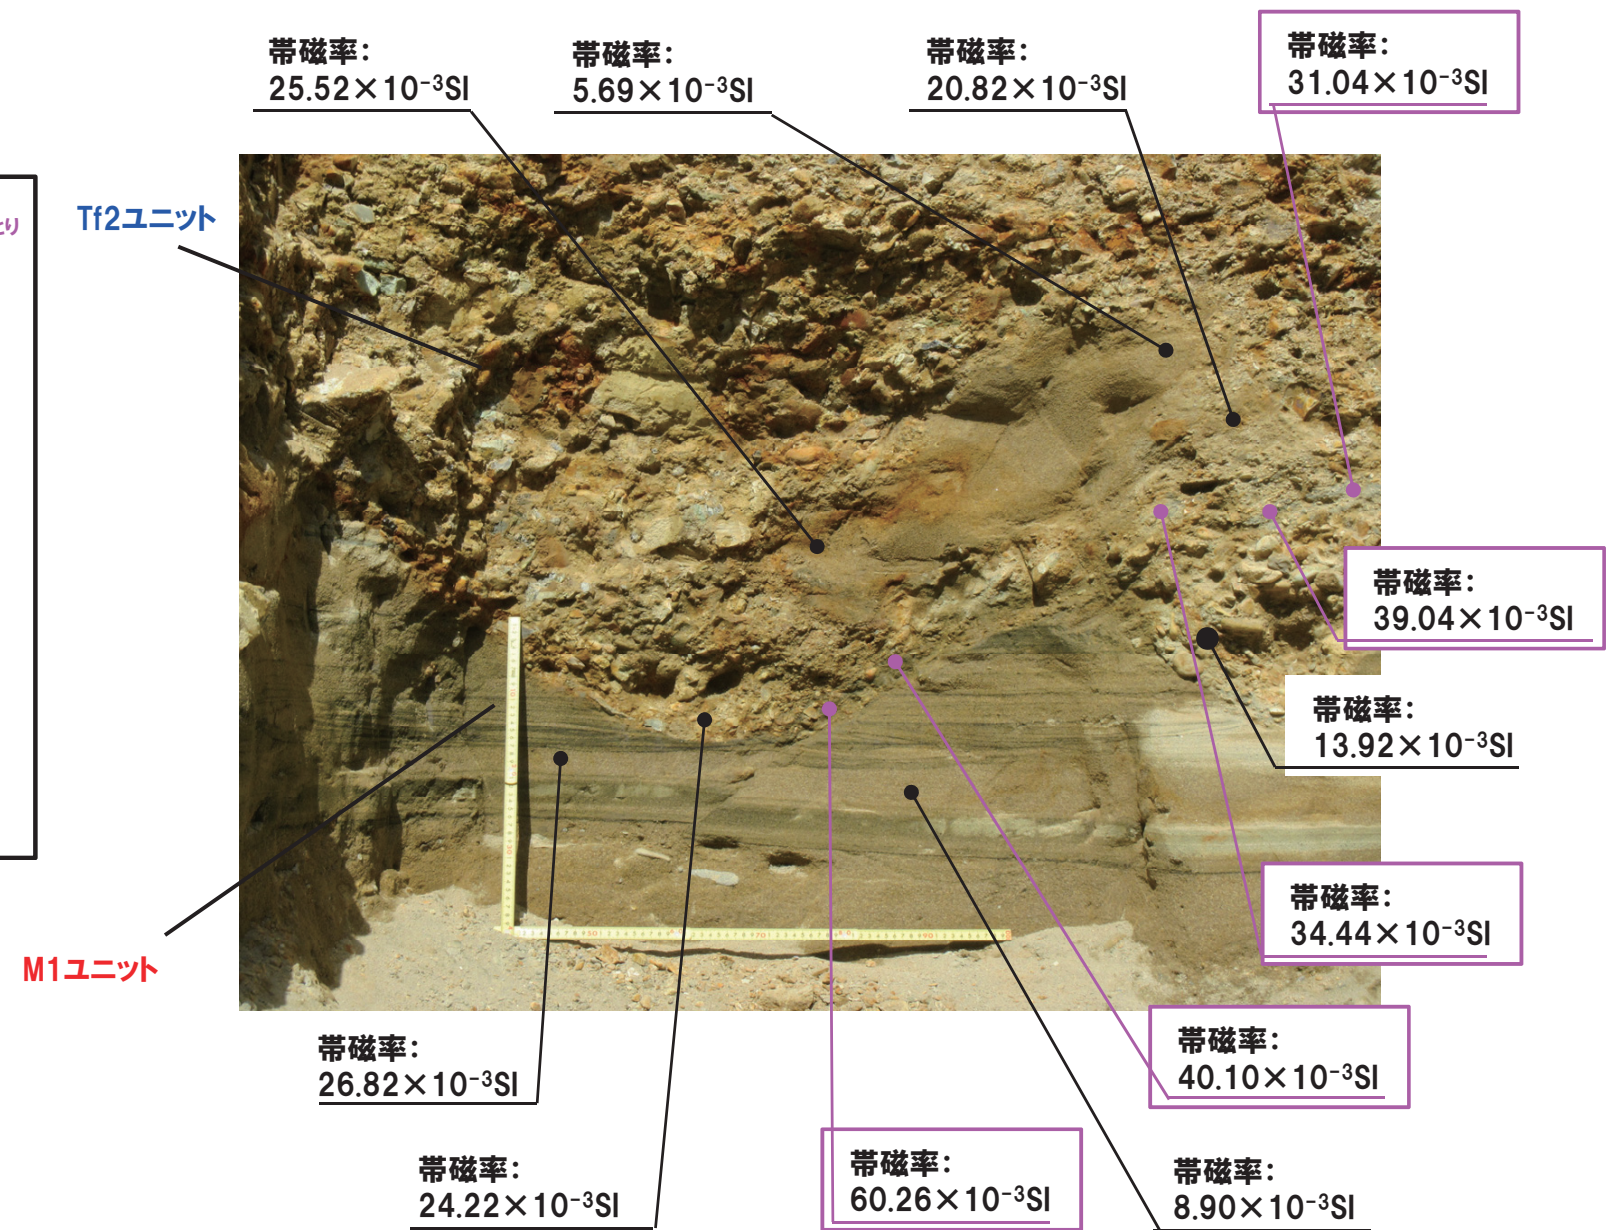 帯磁率：
25.52×10⁻³SI
帯磁率：
5.69×10⁻³SI
帯磁率：
20.82×10⁻³SI
帯磁率：
31.04×10⁻³SI
とり
Tf2ユニット
帯磁率：
39.04×10⁻³SI
帯磁率：
13.92×10⁻³SI
帯磁率：
34.44×10⁻³SI
M1ユニット
帯磁率：
26.82×10⁻³SI
帯磁率：
40.10×10⁻³SI
帯磁率：
24.22×10⁻³SI
帯磁率：
60.26×10⁻³SI
帯磁率：
8.90×10⁻³SI